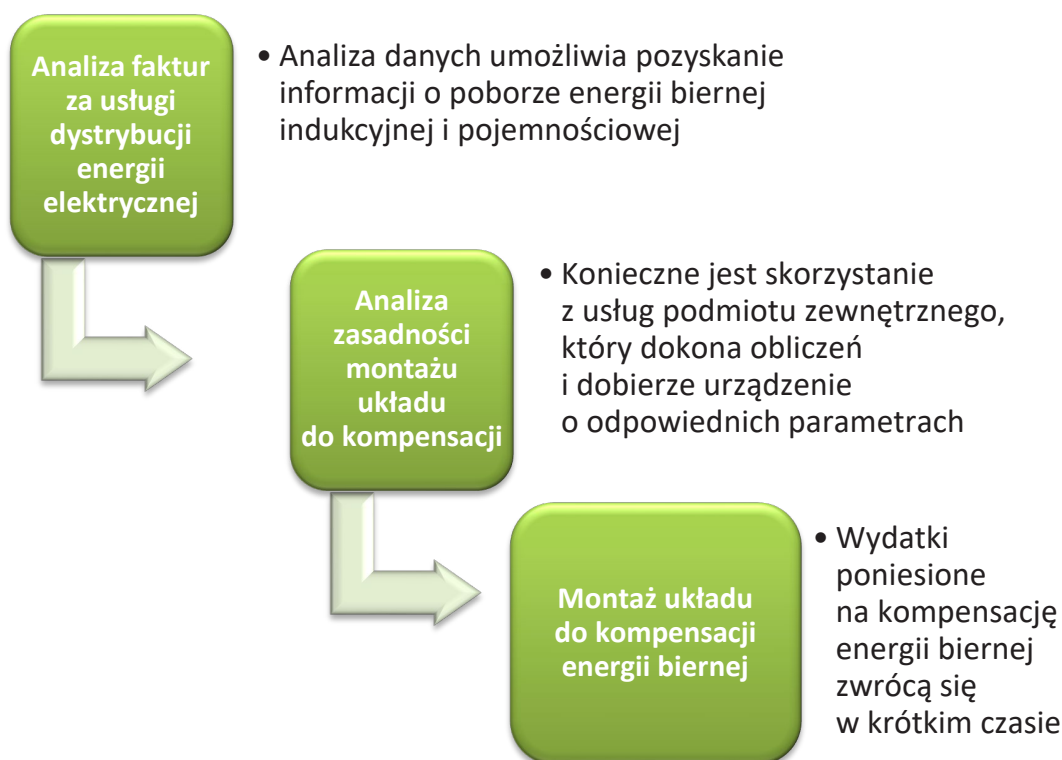 Analiza faktur
za usługi
dystrybucji
energii
elektrycznej
• Analiza danych umożliwia pozyskanie
informacji o poborze energii biernej
indukcyjnej i pojemnościowej
Analiza
zasadności
montażu
układu
do kompensacji
• Konieczne jest skorzystanie
z usług podmiotu zewnętrznego,
który dokona obliczeń
i dobierze urządzenie
o odpowiednich parametrach
Montaż układu
do kompensacji
energii biernej
• Wydatki
poniesione
na kompensację
energii biernej
zwrócą się
w krótkim czasie